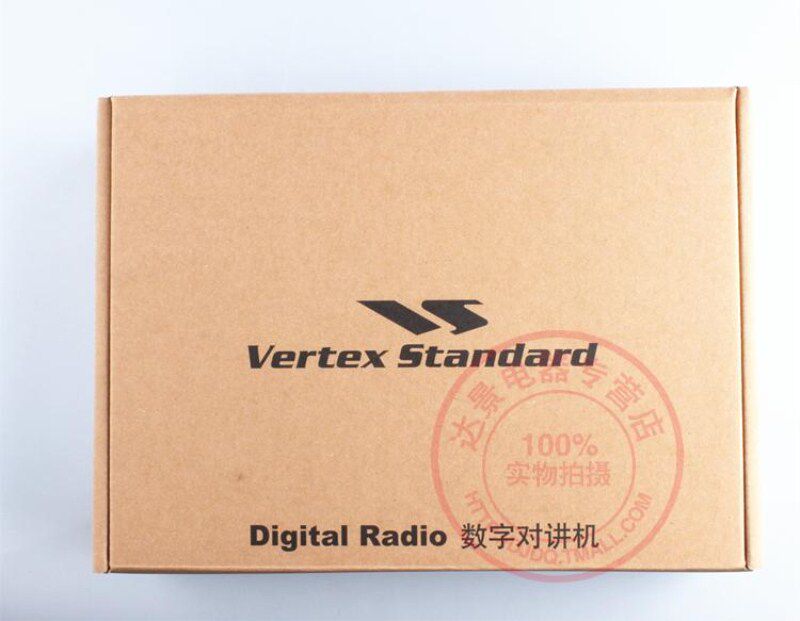 VS
Vertex Standard
达景电器专营店
100%
实物拍摄
Digital Radio 数字对讲机